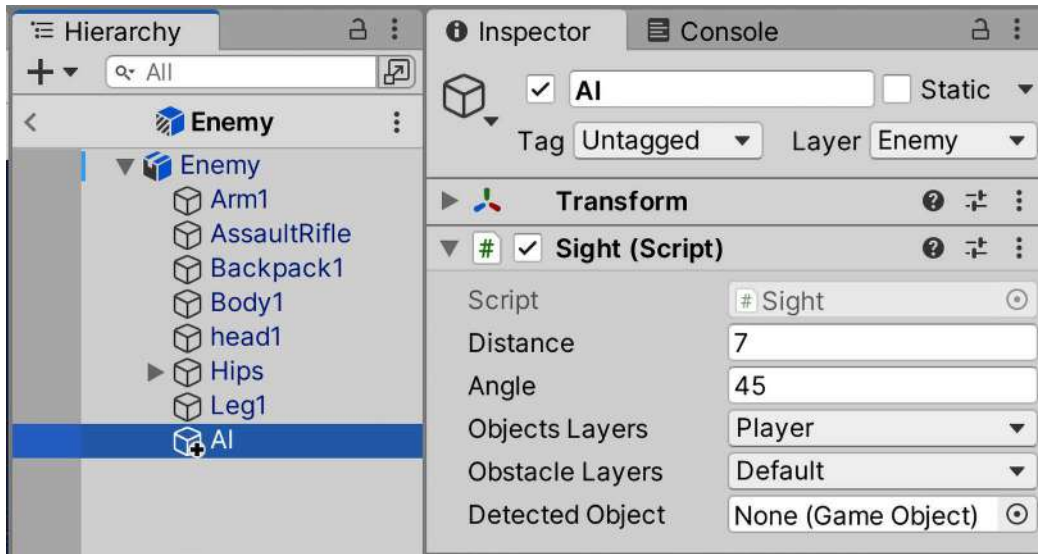 Hierarchy
All
Enemy
Enemy
Arm1
AssaultRifle
Backpack1
Body1
head1
Hips
Leg1
AI
Inspector Console
AI Static
Tag Untagged Layer Enemy
Transform
# Sight (Script)
Script # Sight
Distance 7
Angle 45
Objects Layers Player
Obstacle Layers Default
Detected Object None (Game Object)